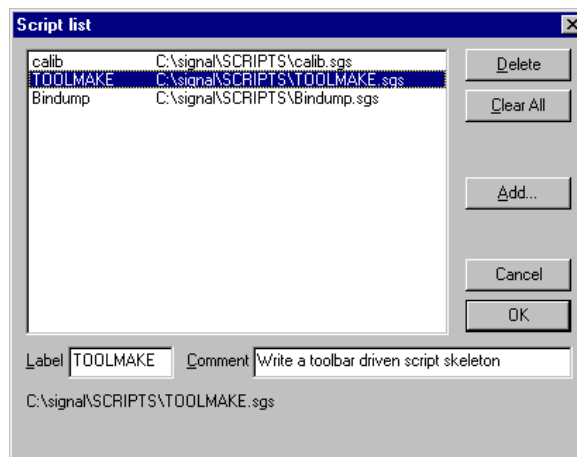 Script list
calib C:\signal\SCRIPTS\calib.sgs
TOOLMAKE C:\signal\SCRIPTS\TOOLMAKE.sgs
Bindump C:\signal\SCRIPTS\Bindump.sgs
Delete
Clear All
Add...
Cancel
OK
Label TOOLMAKE Comment Write a toolbar driven script skeleton
C:\signal\SCRIPTS\TOOLMAKE.sgs